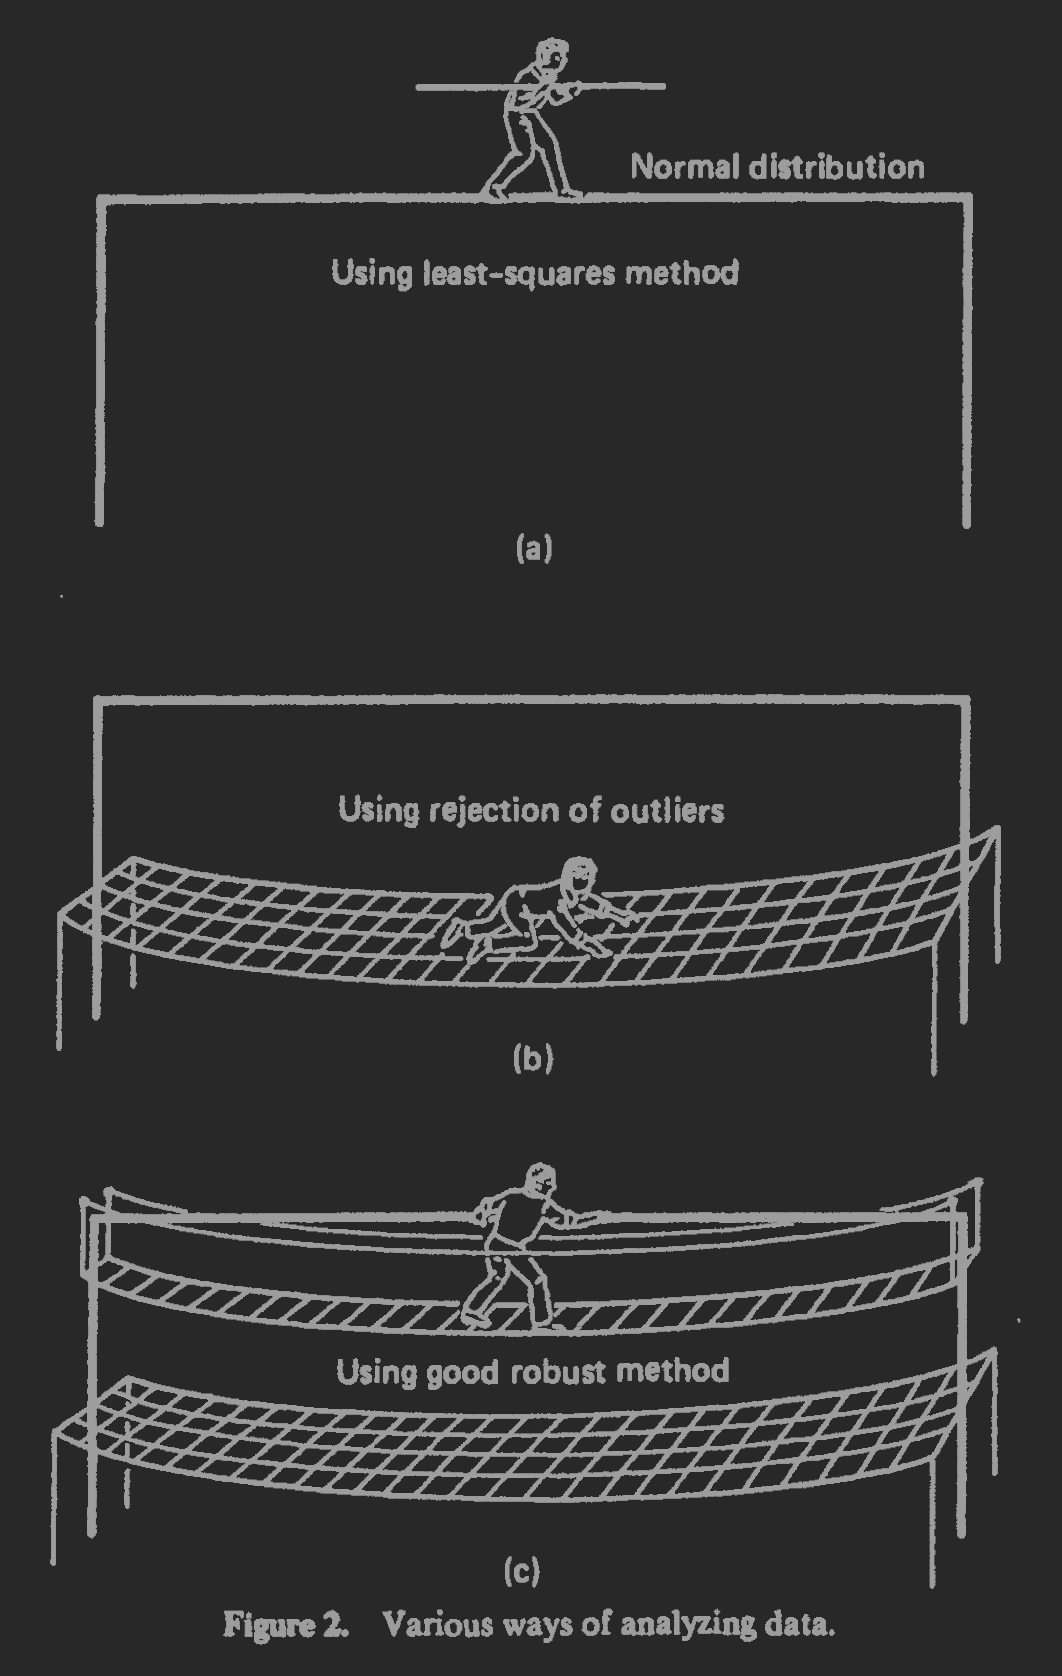 Normal distribution
Using least-squares method
(a)
Using rejection of outliers
(b)
Using good robust method
(c)
Figure 2. Various ways of analyzing data.